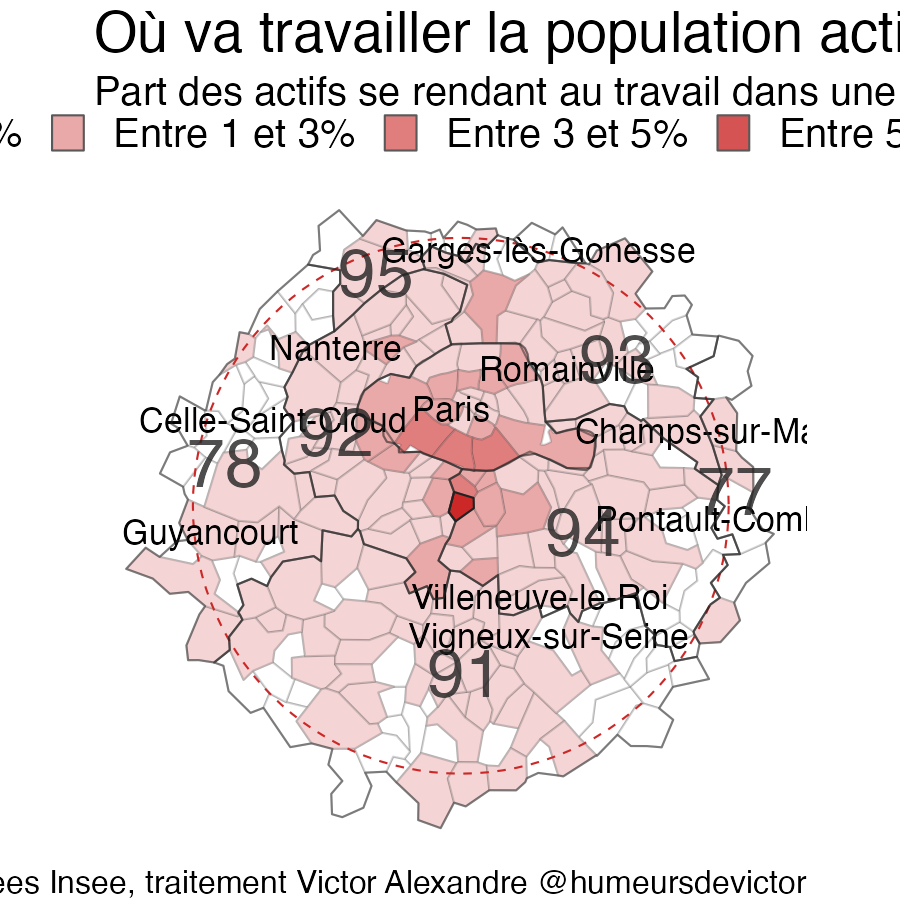 Où va travailler la population acti
Part des actifs se rendant au travail dans une
% Entre 1 et 3% Entre 3 et 5% Entre 5
Garges-lès-Gonesse
95
Nanterre
93
Romainville
Paris
Celle-Saint-Cloud
92
Champs-sur-Ma
78
77
Pontault-Com
94
Guyancourt
Villeneuve-le-Roi
Vigneux-sur-Seine
91
ees Insee, traitement Victor Alexandre @humeursdevictor